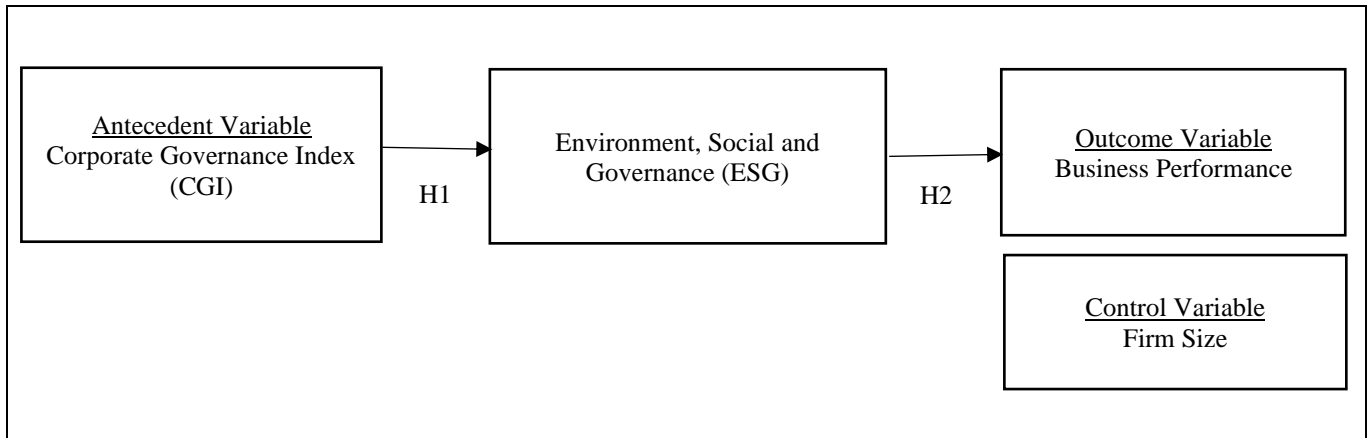 Antecedent Variable
Corporate Governance Index
(CGI)
H1
Environment, Social and
Governance (ESG)
H2
Outcome Variable
Business Performance
Control Variable
Firm Size